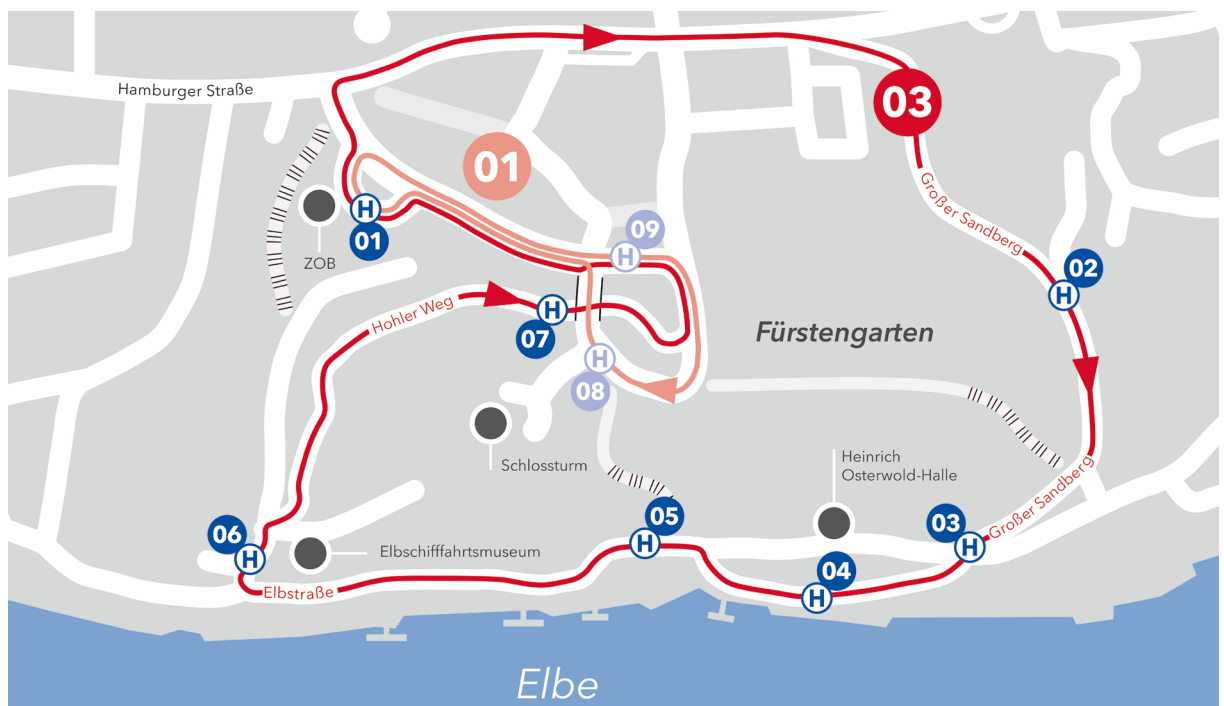 Hamburger Straße
03
01
Großer Sandberg
09
H
H
01
ZOB
02
H
Hohler Weg
H
07
Fürstengarten
H
08
Schlossturm
Heinrich
Osterwold-Halle
Großer Sandberg
05
03
06
H
H
H
Elbschifffahrtsmuseum
04
H
Elbstraße
Elbe